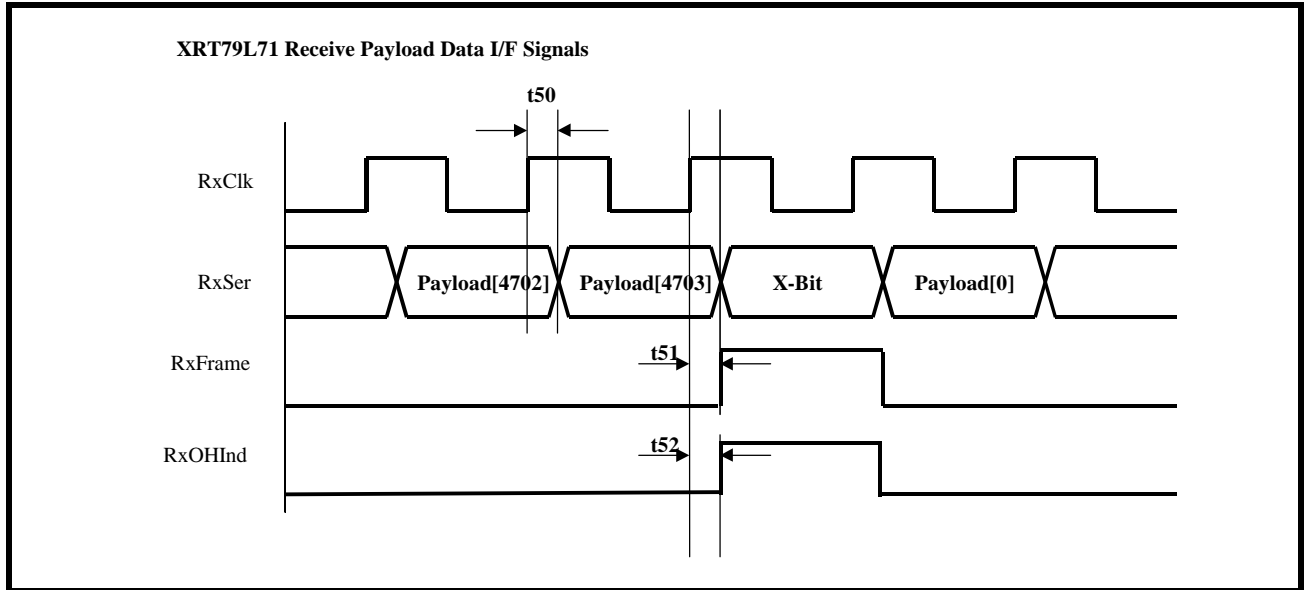 XRT79L71 Receive Payload Data I/F Signals
t50
RxClk
RxSer
Payload[4702]
Payload[4703]
X-Bit
Payload[0]
RxFrame
t51
RxOHInd
t52